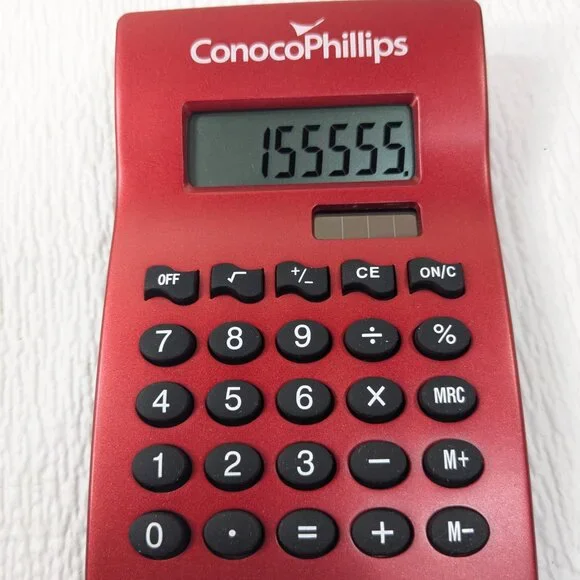 ConocoPhillips
155555.
OFF √ +/− CE ON/C
7 8 9 ÷ %
4 5 6 X MRC
1 2 3 − M+
0 · = + M−